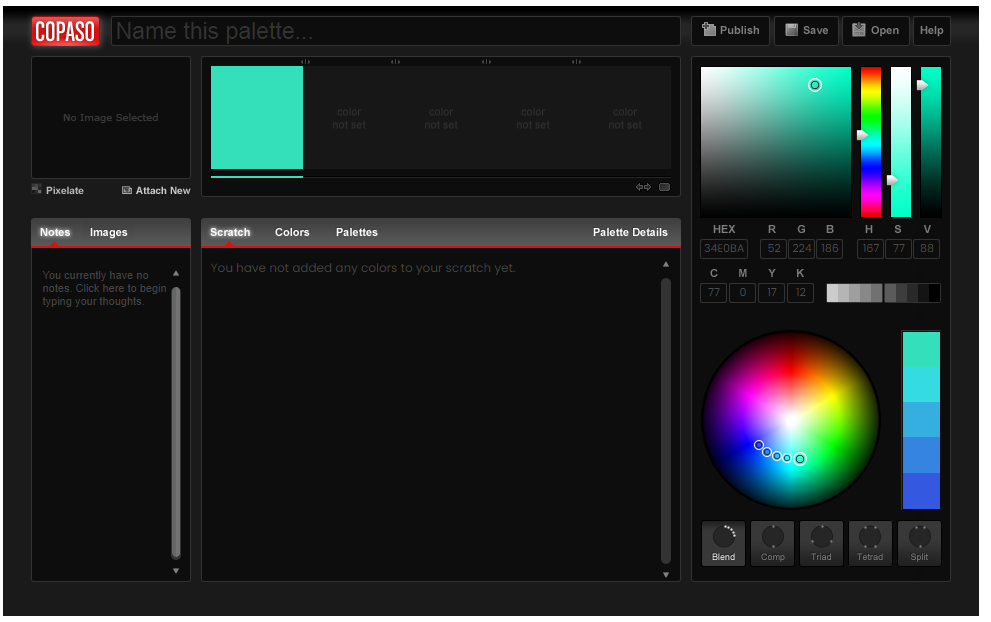 COPASO
Name this palette...
Publish
Save
Open
Help
No Image Selected
Pixelate
Attach New
color
not set
color
not set
color
not set
color
not set
HEX
R
G
B
H
S
V
34E0BA
52
224
186
167
77
88
C
M
Y
K
77
0
17
12
Notes
Images
You currently have no
notes. Click here to begin
typing your thoughts.
Scratch
Colors
Palettes
Palette Details
You have not added any colors to your scratch yet.
Blend
Comp
Triad
Tetrad
Split